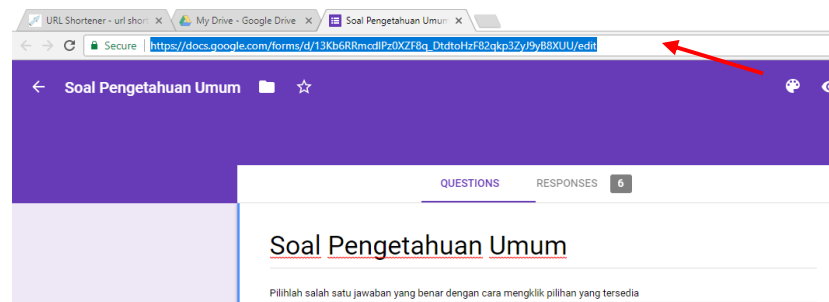 URL Shortener - url short
My Drive - Google Drive
Soal Pengetahuan Umum
Secure
https://docs.google.com/forms/d/13Kb6RRmcdlPz0XZF8q_DtdtoHzF82qkp3ZyJ9yB8XUU/edit
Soal Pengetahuan Umum
QUESTIONS
RESPONSES 6
Soal Pengetahuan Umum
Pilihlah salah satu jawaban yang benar dengan cara mengklik pilihan yang tersedia